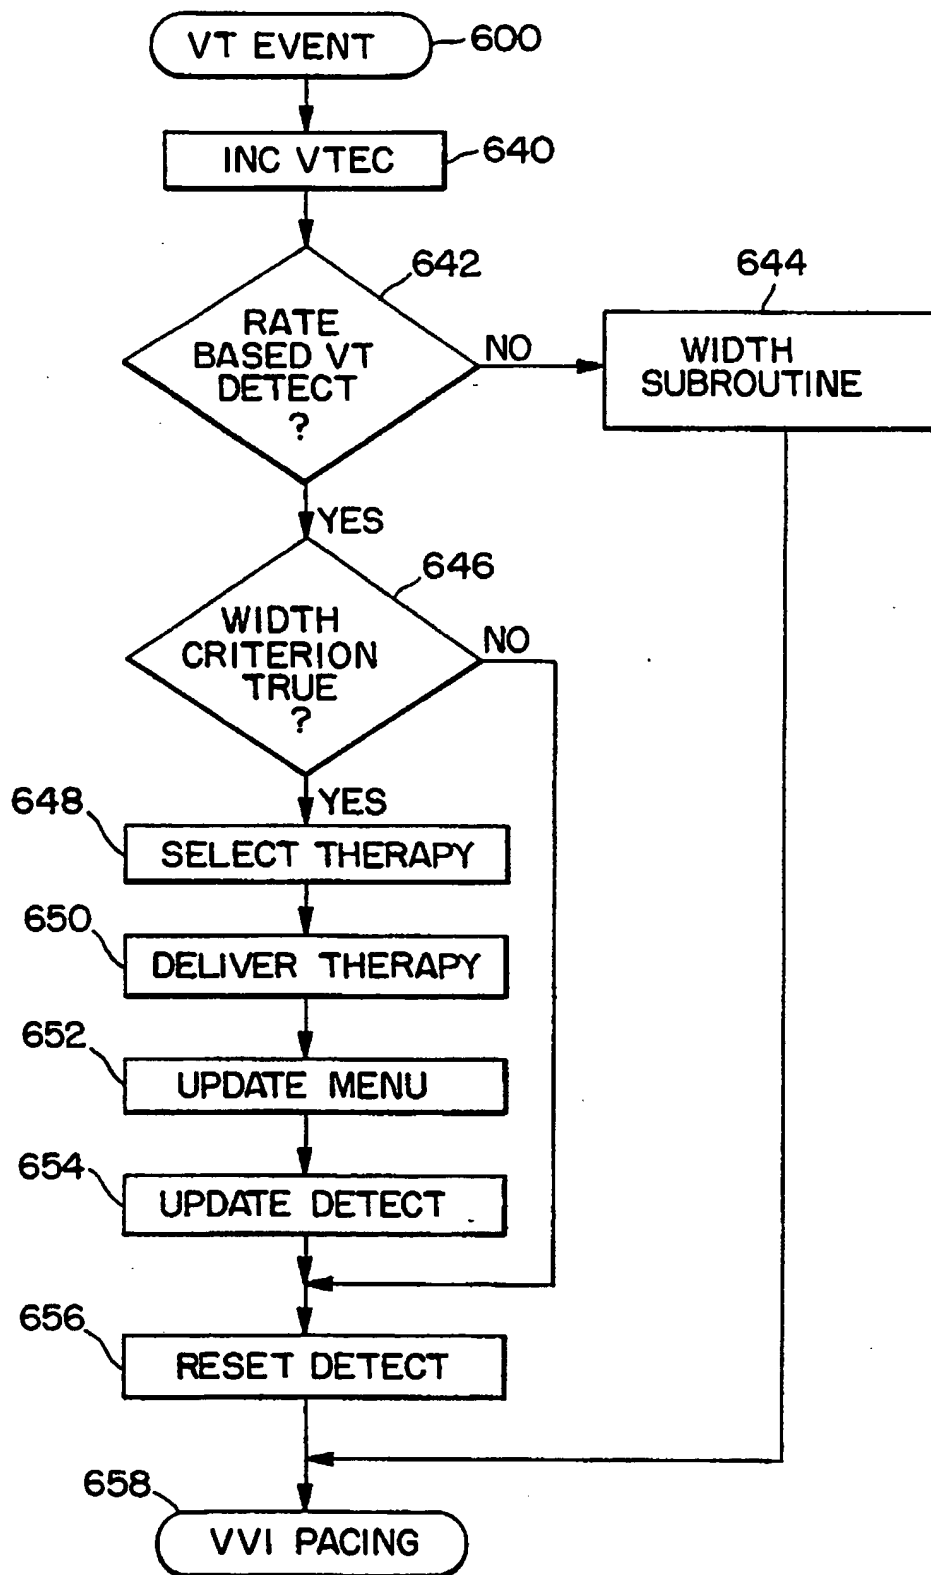 VT EVENT
600
INC VTEC
640
642
RATE
BASED VT
DETECT
?
NO
644
WIDTH
SUBROUTINE
YES
646
WIDTH
CRITERION
TRUE
?
NO
YES
648
SELECT THERAPY
650
DELIVER THERAPY
652
UPDATE MENU
654
UPDATE DETECT
656
RESET DETECT
658
VVI PACING